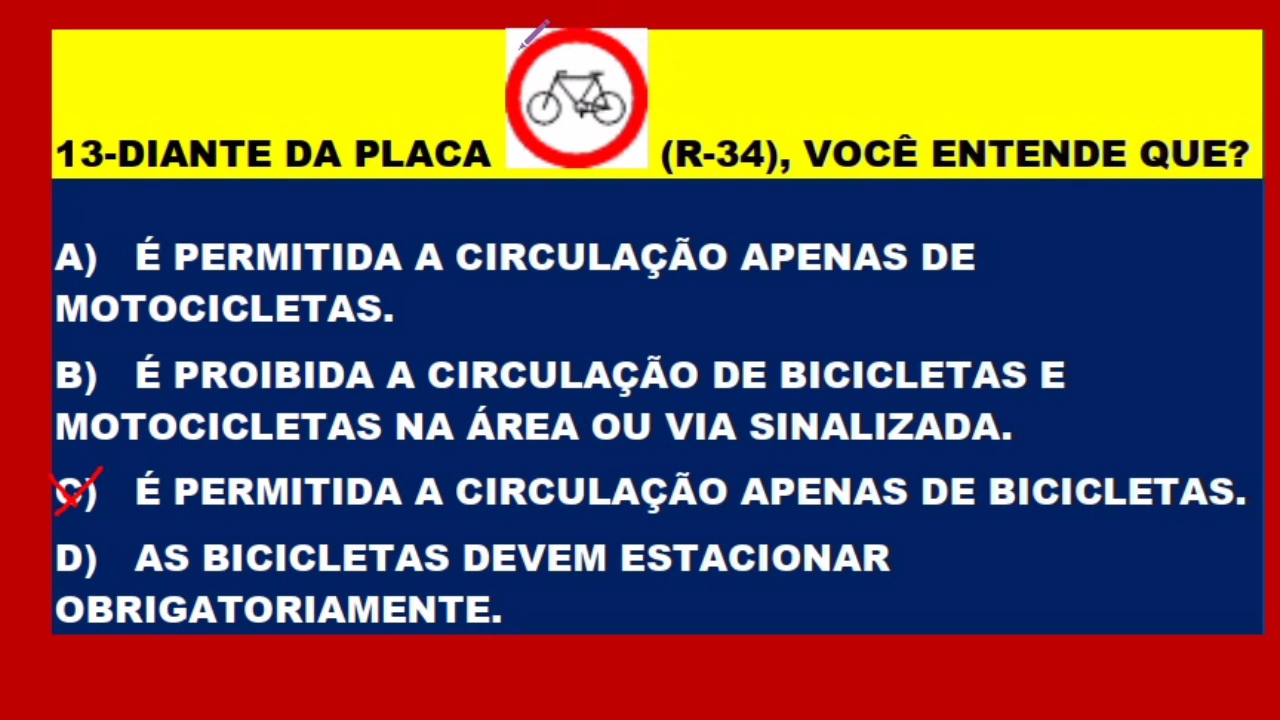 13-DIANTE DA PLACA (R-34), VOCÊ ENTENDE QUE?
A) É PERMITIDA A CIRCULAÇÃO APENAS DE
MOTOCICLETAS.
B) É PROIBIDA A CIRCULAÇÃO DE BICICLETAS E
MOTOCICLETAS NA ÁREA OU VIA SINALIZADA.
C) É PERMITIDA A CIRCULAÇÃO APENAS DE BICICLETAS.
D) AS BICICLETAS DEVEM ESTACIONAR
OBRIGATORIAMENTE.